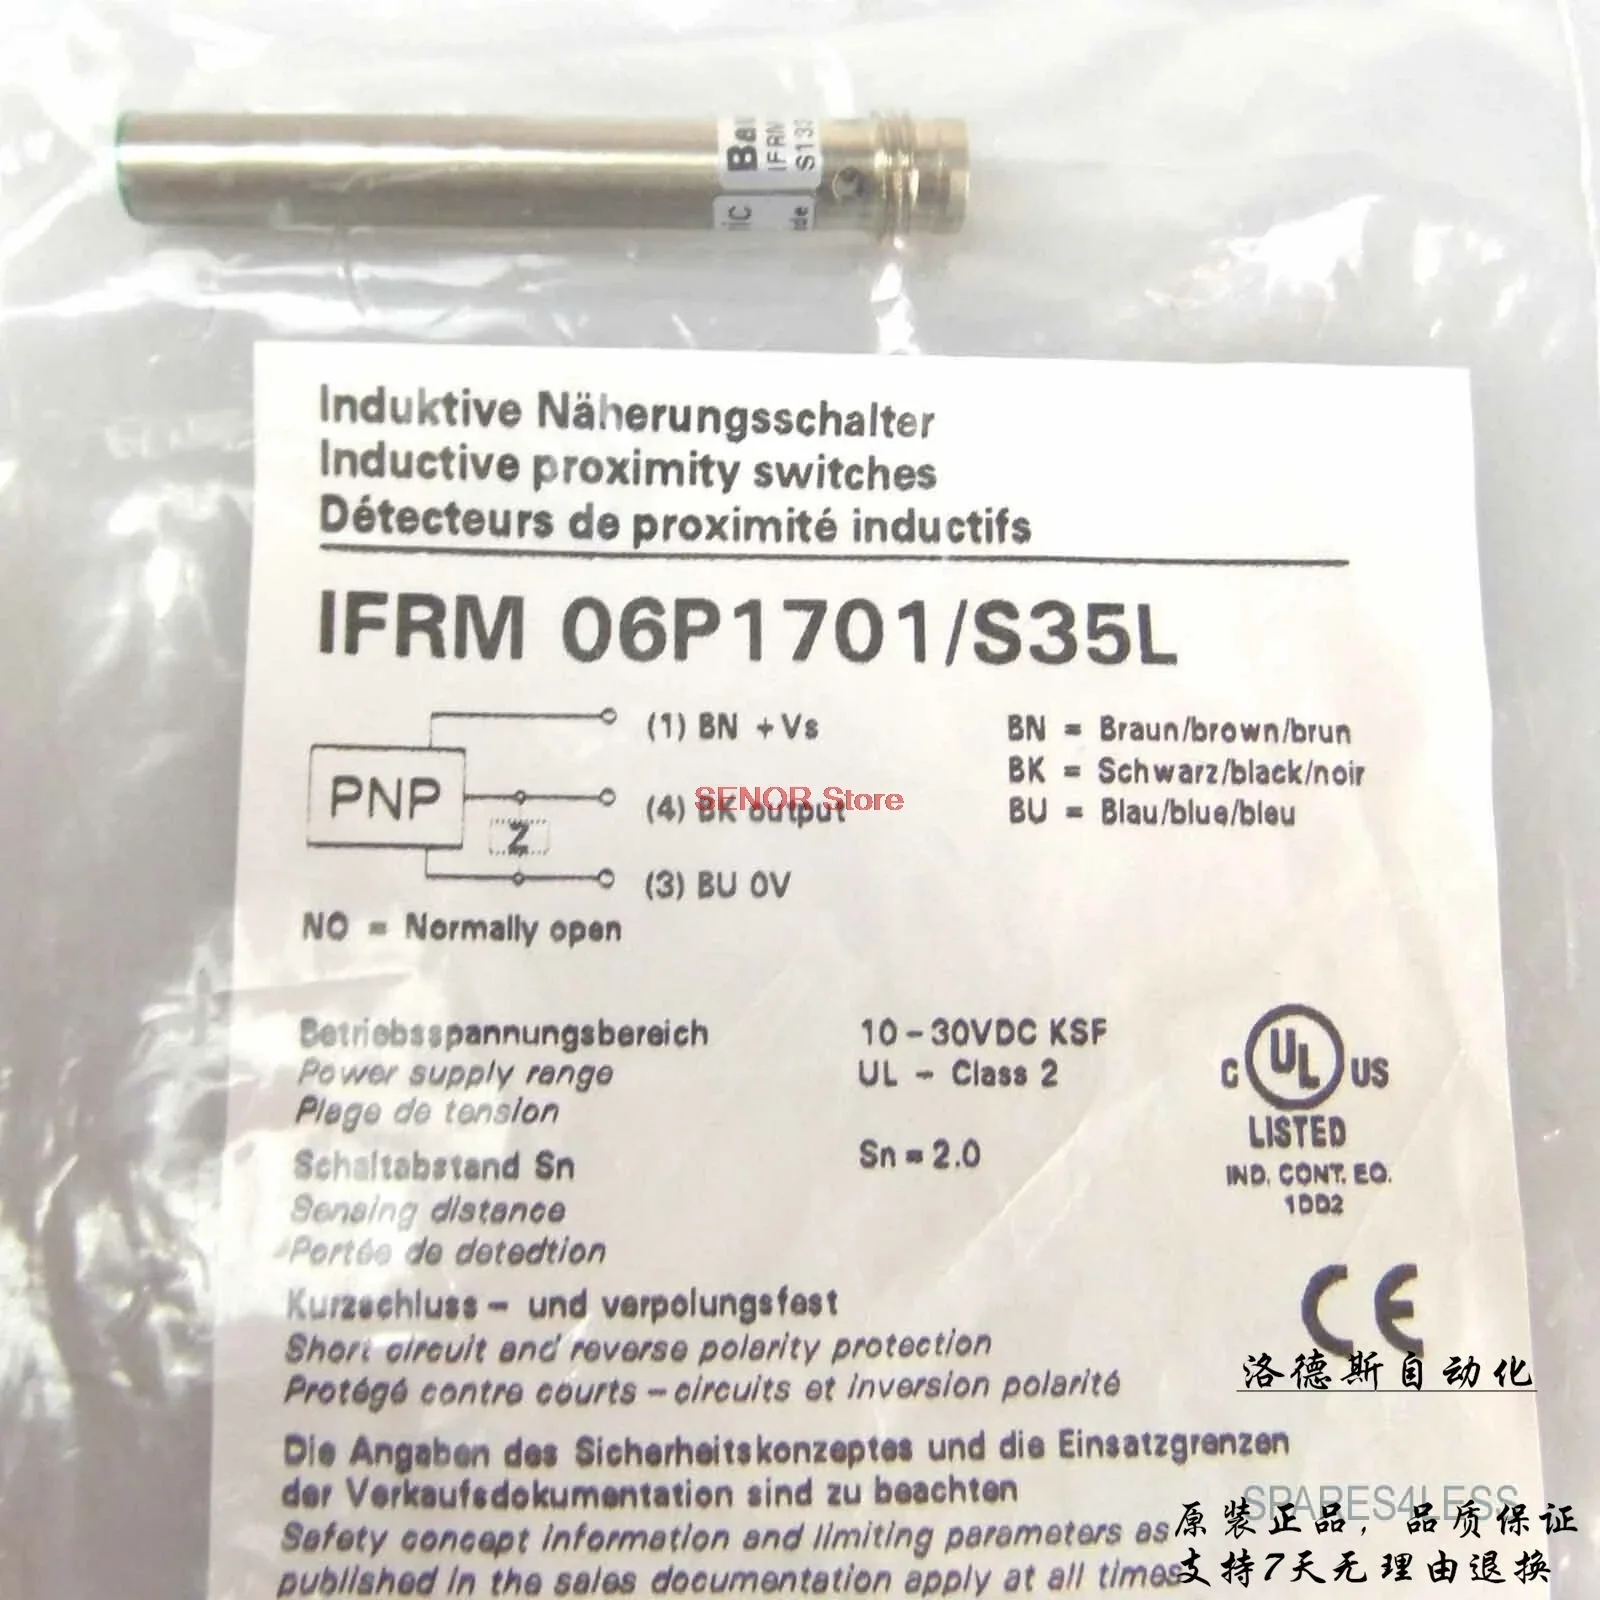 Bau
IFRM
S133
nic
ade
Induktive Näherungsschalter
Inductive proximity switches
Détecteurs de proximité inductifs
IFRM 06P1701/S35L
PNP
Z
(1) BN +Vs
(4) BK output
(3) BU 0V
BN = Braun/brown/brun
BK = Schwarz/black/noir
BU = Blau/blue/bleu
SENOR Store
NO = Normally open
Betriebsspannungsbereich 10-30VDC KSF
Power supply range UL - Class 2
Plage de tension
Schaltabstand Sn Sn = 2.0
Sensing distance
Portée de detedtion
C UL US
LISTED
IND. CONT. EQ.
1DD2
CE
Kurzschluss- und verpolungsfest
Short circuit and reverse polarity protection
Protégé contre courts-circuits et inversion polarité
洛德斯自动化
Die Angaben des Sicherheitskonzeptes und die Einsatzgrenzen
der Verkaufsdokumentation sind zu beachten
Safety concept information and limiting parameters as
published in the sales documentation apply at all times
SPARES4LESS
原装正品，品质保证
支持7天无理由退换